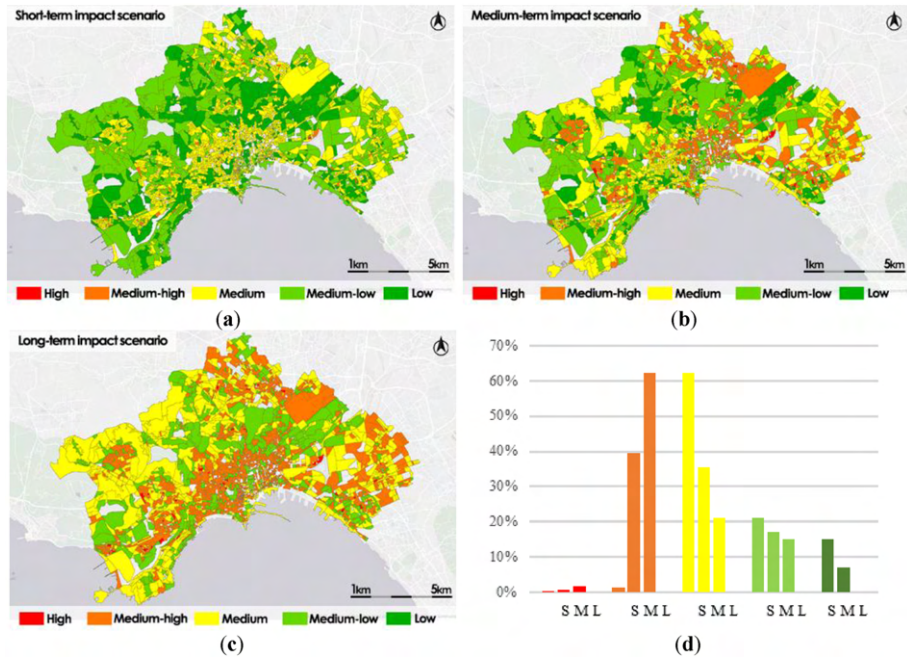 Short-term impact scenario
1km 5km
High Medium-high Medium Medium-low Low
(a)
Medium-term impact scenario
1km 5km
High Medium-high Medium Medium-low Low
(b)
Long-term impact scenario
1km 5km
High Medium-high Medium Medium-low Low
(c)
70%
60%
50%
40%
30%
20%
10%
0%
S M L S M L S M L S M L S M L
(d)